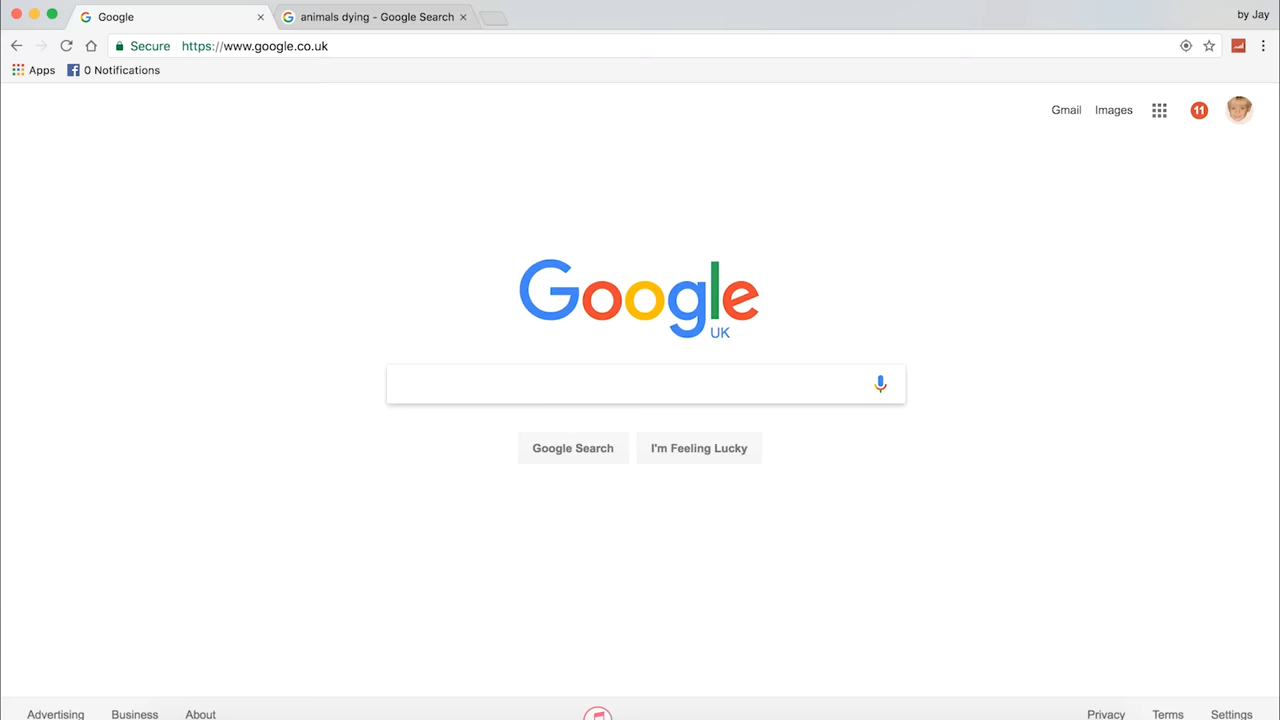 Google
animals dying - Google Search
by Jay
Secure https://www.google.co.uk
Apps
0 Notifications
Gmail Images
11
Google
UK
Google Search
I'm Feeling Lucky
Advertising Business About
Privacy Terms Settings